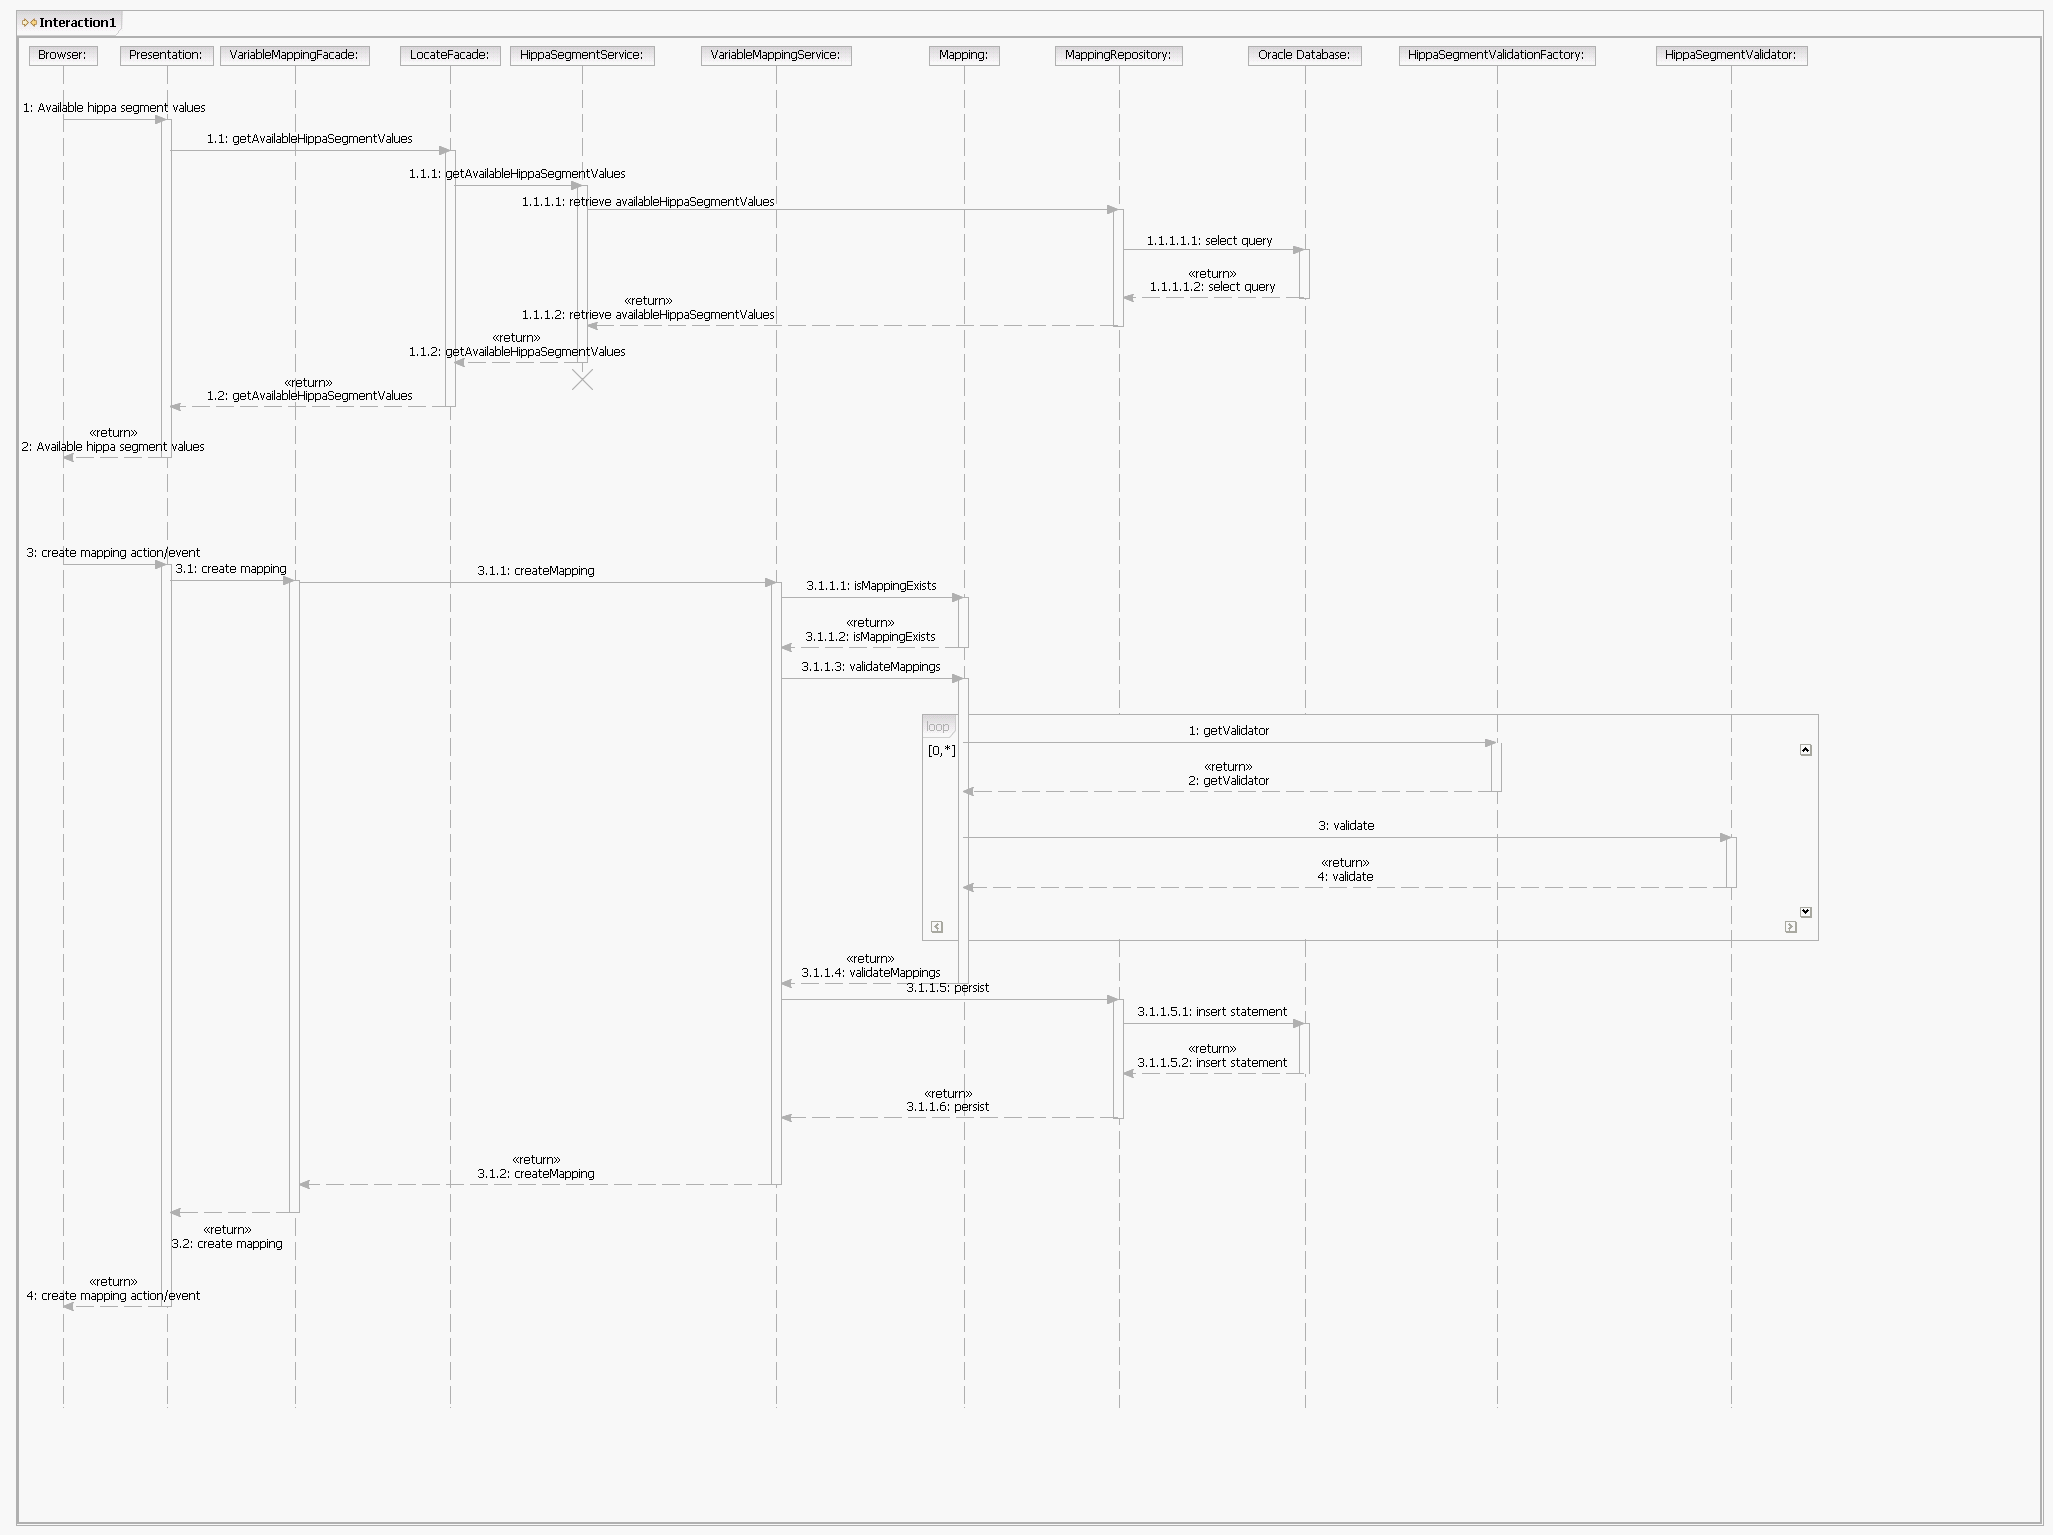 Interaction1
Browser:
Presentation:
VariableMappingFacade:
LocateFacade:
HippaSegmentService:
VariableMappingService:
Mapping:
MappingRepository:
Oracle Database:
HippaSegmentValidationFactory:
HippaSegmentValidator:
1: Available hippa segment values
1.1: getAvailableHippaSegmentValues
1.1.1: getAvailableHippaSegmentValues
1.1.1.1: retrieve availableHippaSegmentValues
1.1.1.1.1: select query
«return»
1.1.1.1.2: select query
«return»
1.1.1.2: retrieve availableHippaSegmentValues
«return»
1.1.2: getAvailableHippaSegmentValues
«return»
1.2: getAvailableHippaSegmentValues
«return»
2: Available hippa segment values
3: create mapping action/event
3.1: create mapping
3.1.1: createMapping
3.1.1.1: isMappingExists
«return»
3.1.1.2: isMappingExists
3.1.1.3: validateMappings
loop
[0,*]
1: getValidator
«return»
2: getValidator
3: validate
«return»
4: validate
«return»
3.1.1.4: validateMappings
3.1.1.5: persist
3.1.1.5.1: insert statement
«return»
3.1.1.5.2: insert statement
«return»
3.1.1.6: persist
«return»
3.1.2: createMapping
«return»
3.2: create mapping
«return»
4: create mapping action/event